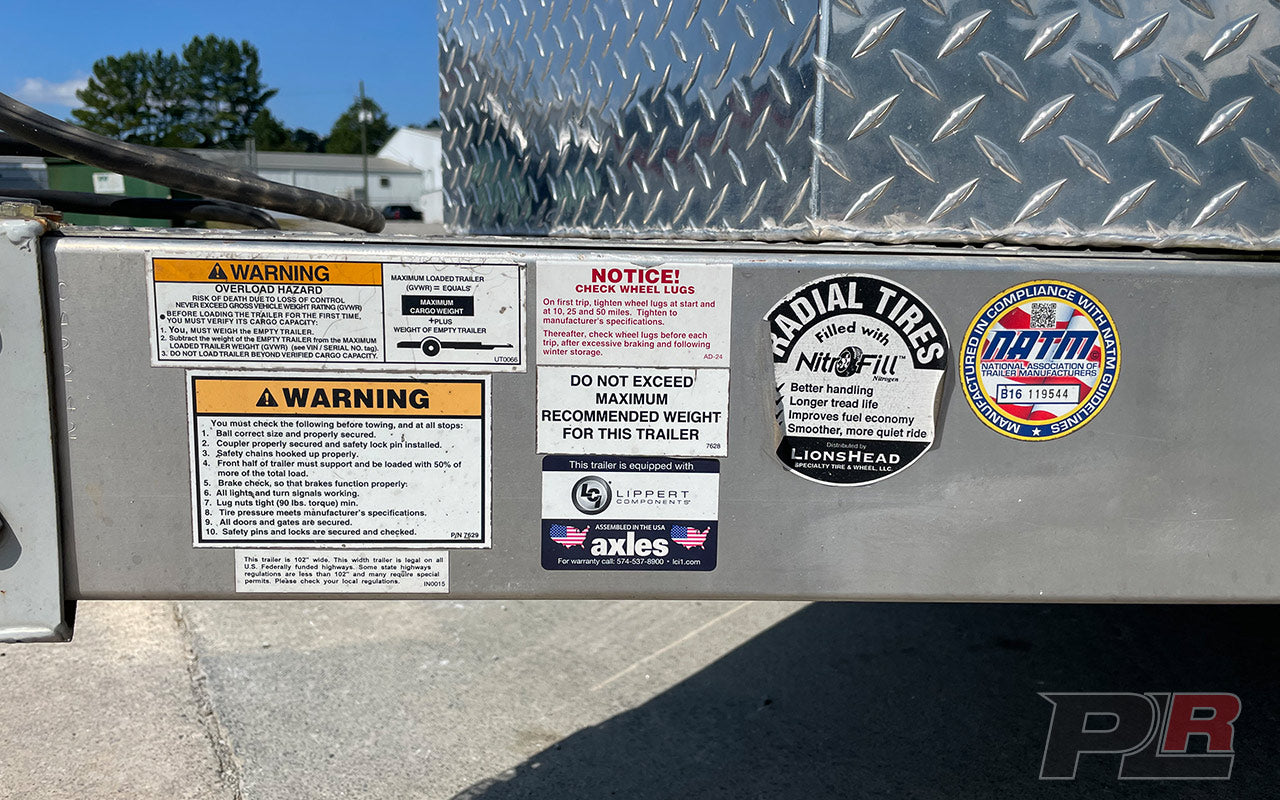 WARNING
OVERLOAD HAZARD
RISK OF DEATH DUE TO LOSS OF CONTROL
NEVER EXCEED GROSS VEHICLE WEIGHT RATING (GVWR)
• BEFORE LOADING THE TRAILER FOR THE FIRST TIME,
YOU MUST VERIFY ITS CARGO CAPACITY:
1. YOU, MUST WEIGH the EMPTY TRAILER.
2. Subtract the weight of the EMPTY TRAILER from the MAXIMUM
LOADED TRAILER WEIGHT (GVWR) (see VIN / SERIAL NO. tag).
3. DO NOT LOAD TRAILER BEYOND VERIFIED CARGO CAPACITY.
MAXIMUM LOADED TRAILER
(GVWR) = EQUALS
MAXIMUM
CARGO WEIGHT
+PLUS
WEIGHT OF EMPTY TRAILER
UT0066
WARNING
You must check the following before towing, and at all stops:
1. Ball correct size and properly secured.
2. Coupler properly secured and safety lock pin installed.
3. Safety chains hooked up properly.
4. Front half of trailer must support and be loaded with 50% of
more of the total load.
5. Brake check, so that brakes function properly:
6. All lights and turn signals working.
7. Lug nuts tight (90 lbs. torque) min.
8. Tire pressure meets manufacturer's specifications.
9. All doors and gates are secured.
10. Safety pins and locks are secured and checked.
P/N 7629
This trailer is 102" wide. This width trailer is legal on all
U.S. Federally funded highways. Some state highways
regulations are less than 102" and many require special
permits. Please check your local regulations.
IN0015
NOTICE!
CHECK WHEEL LUGS
On first trip, tighten wheel lugs at start and
at 10, 25 and 50 miles. Tighten to
manufacturer's specifications.
Thereafter, check wheel lugs before each
trip, after excessive braking and following
winter storage.
AD-24
DO NOT EXCEED
MAXIMUM
RECOMMENDED WEIGHT
FOR THIS TRAILER
7628
This trailer is equipped with
LC LIPPERT
COMPONENTS
ASSEMBLED IN THE USA
axles
For warranty call: 574-537-8900 • lci1.com
RADIAL TIRES
Filled with
NitroFill™
Nitrogen
Better handling
Longer tread life
Improves fuel economy
Smoother, more quiet ride
Distributed by
LIONSHEAD
SPECIALTY TIRE & WHEEL, LLC.
MANUFACTURED IN COMPLIANCE WITH NATM GUIDELINES
NATM
NATIONAL ASSOCIATION OF
TRAILER MANUFACTURERS
B16 119544
PLR